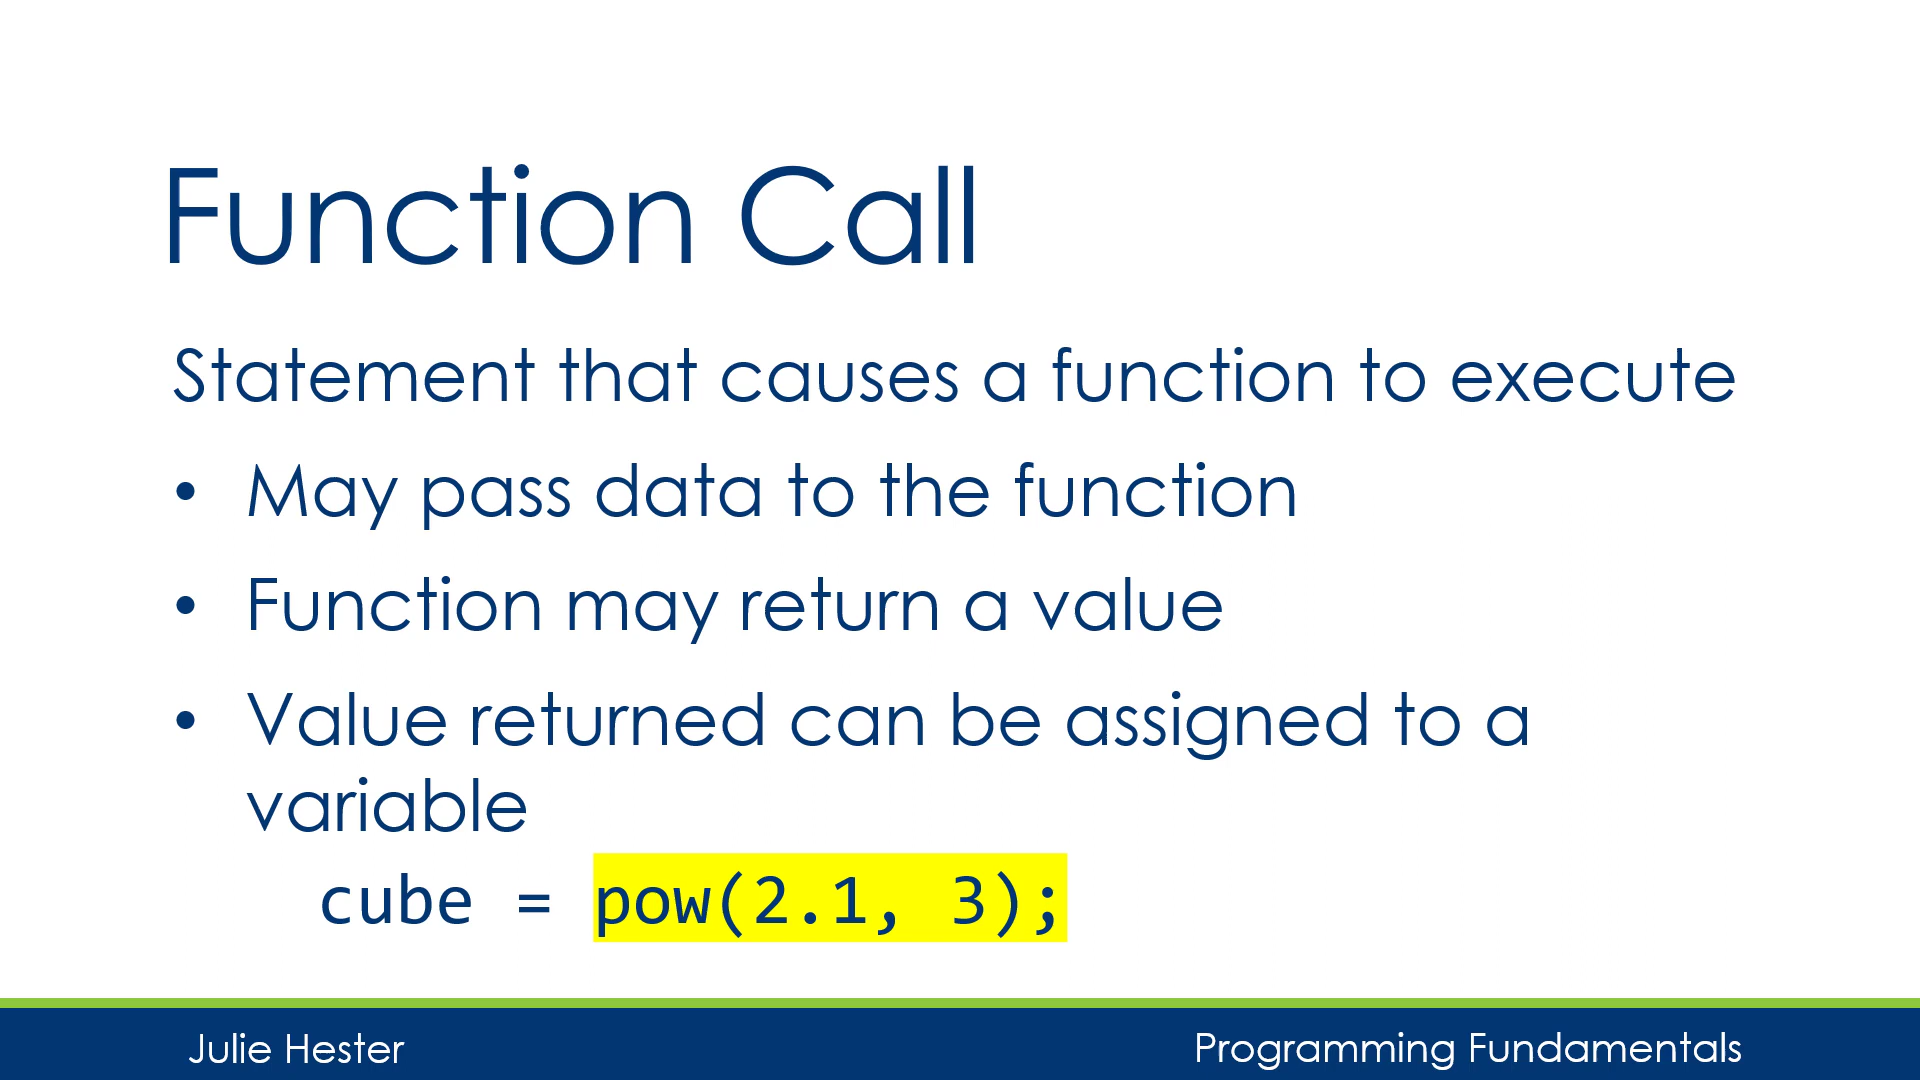 Function Call
Statement that causes a function to execute
• May pass data to the function
• Function may return a value
• Value returned can be assigned to a
variable
cube = pow(2.1, 3);
Julie Hester
Programming Fundamentals